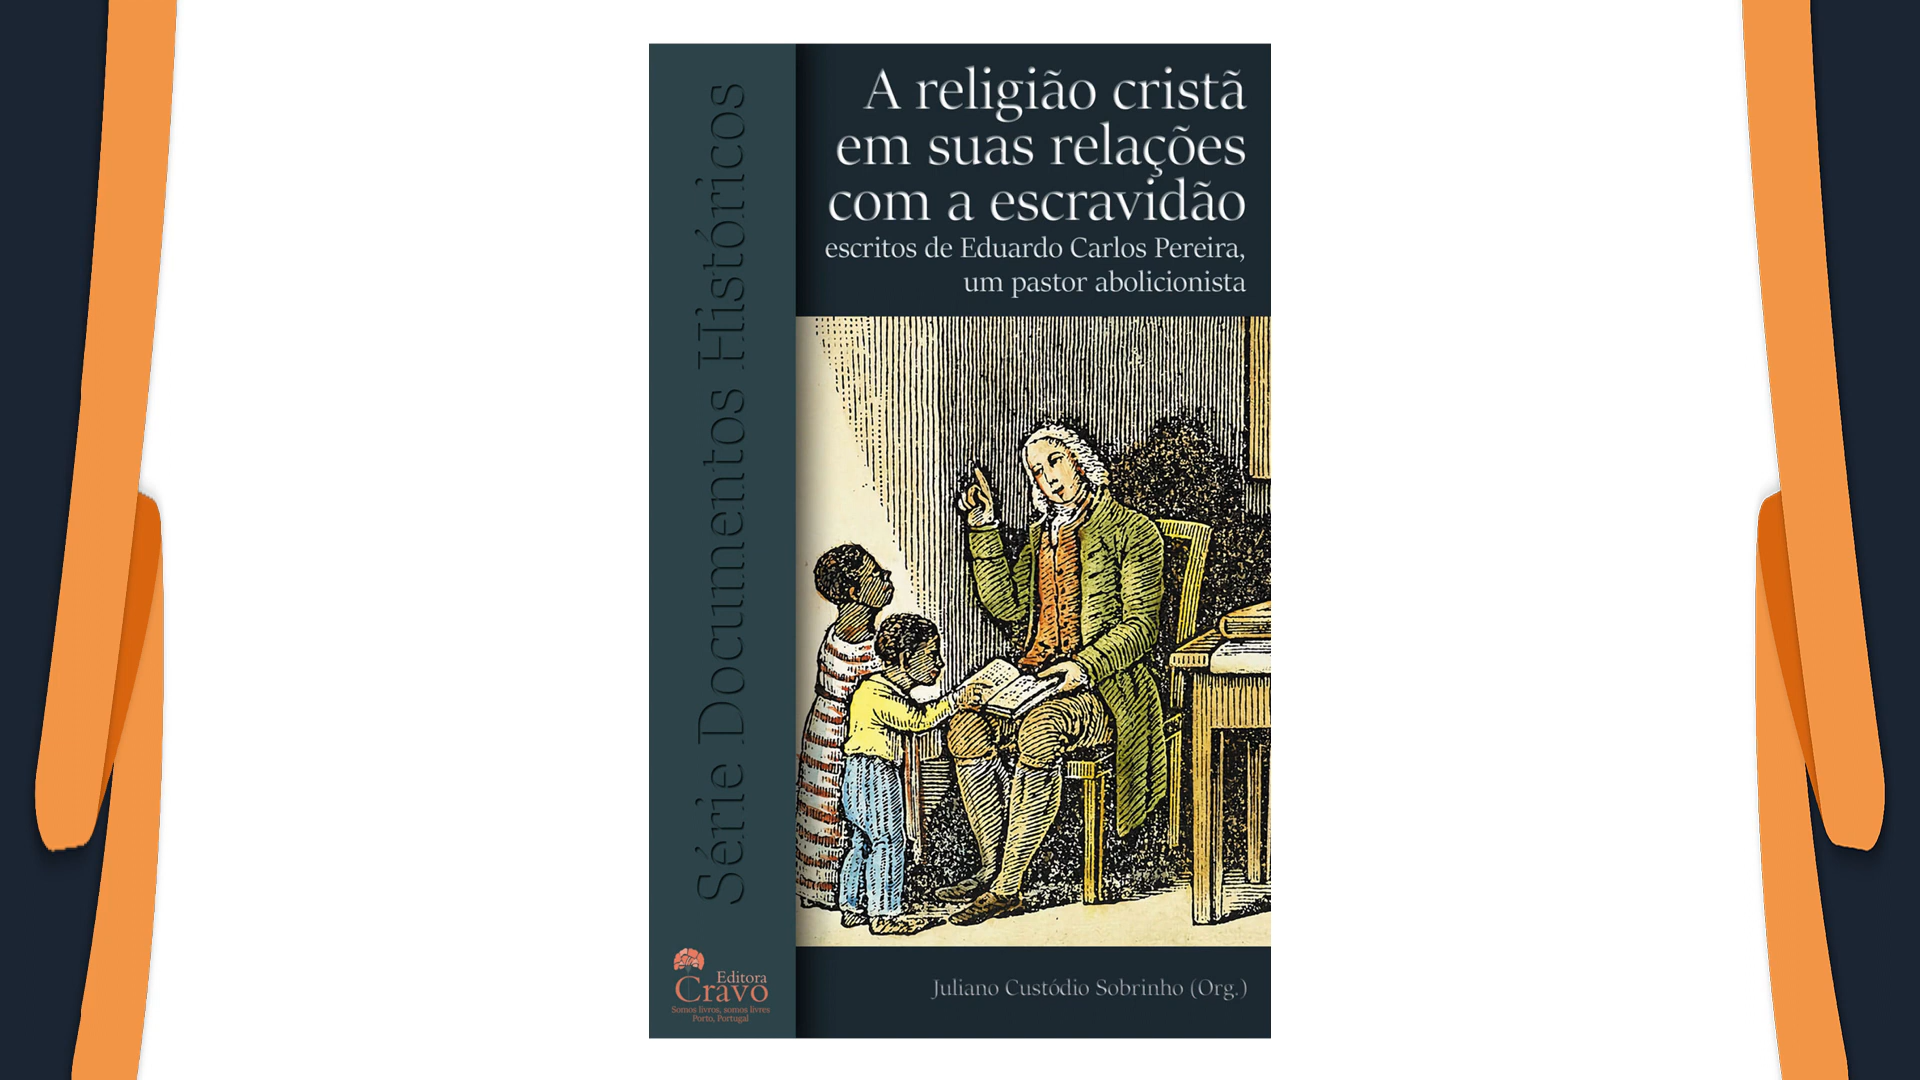 A religião cristã
em suas relações
com a escravidão
escritos de Eduardo Carlos Pereira,
um pastor abolicionista
Série Documentos Históricos
Editora
Cravo
Somos livros, somos livres
Porto, Portugal
Juliano Custódio Sobrinho (Org.)